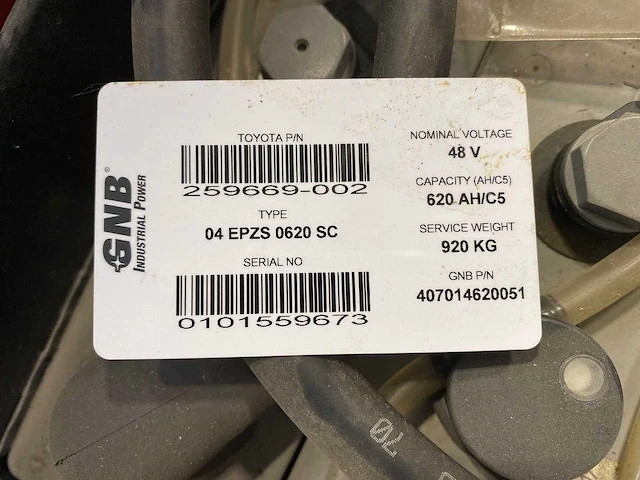 GNB®
INDUSTRIAL POWER
TOYOTA P/N
259669-002
TYPE
04 EPZS 0620 SC
SERIAL NO
0101559673
NOMINAL VOLTAGE
48 V
CAPACITY (AH/C5)
620 AH/C5
SERVICE WEIGHT
920 KG
GNB P/N
407014620051